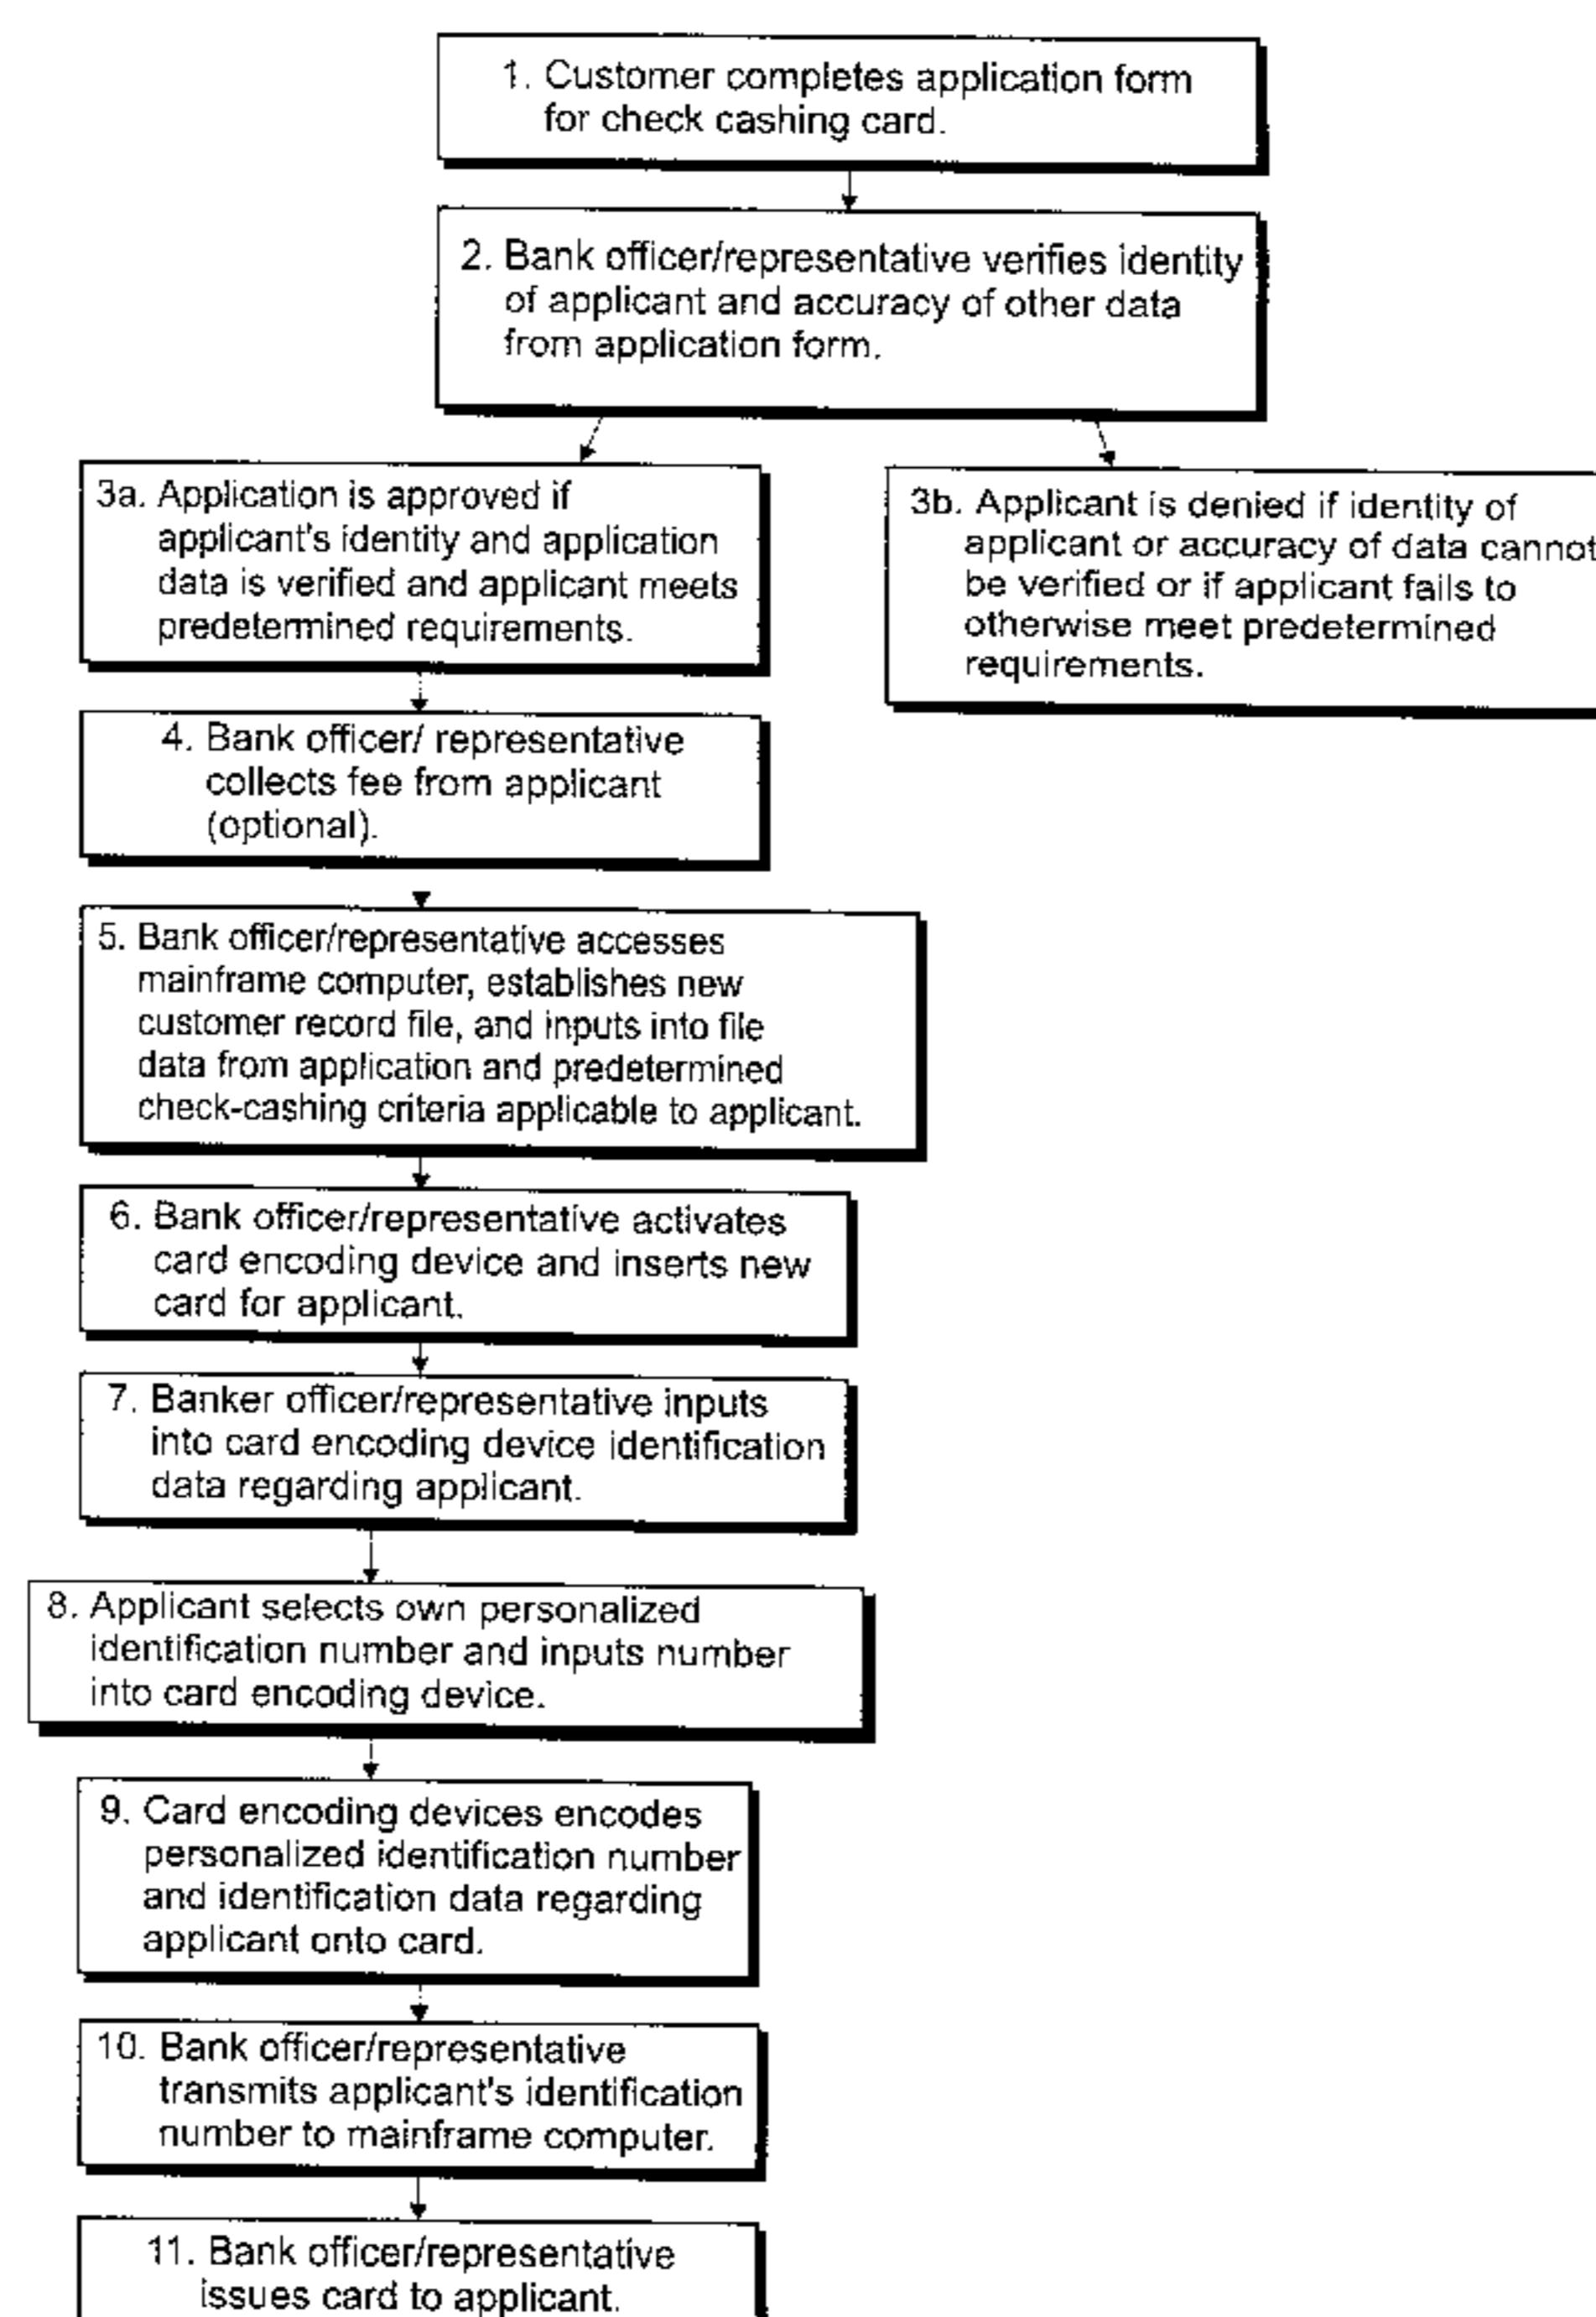 1. Customer completes application form
for check cashing card.
2. Bank officer/representative verifies identity
of applicant and accuracy of other data
from application form.
3a. Application is approved if
applicant's identity and application
data is verified and applicant meets
predetermined requirements.
3b. Applicant is denied if identity of
applicant or accuracy of data cannot
be verified or if applicant fails to
otherwise meet predetermined
requirements.
4. Bank officer/ representative
collects fee from applicant
(optional).
5. Bank officer/representative accesses
mainframe computer, establishes new
customer record file, and inputs into file
data from application and predetermined
check-cashing criteria applicable to applicant.
6. Bank officer/representative activates
card encoding device and inserts new
card for applicant.
7. Banker officer/representative inputs
into card encoding device identification
data regarding applicant.
8. Applicant selects own personalized
identification number and inputs number
into card encoding device.
9. Card encoding devices encodes
personalized identification number
and identification data regarding
applicant onto card.
10. Bank officer/representative
transmits applicant's identification
number to mainframe computer.
11. Bank officer/representative
issues card to applicant.